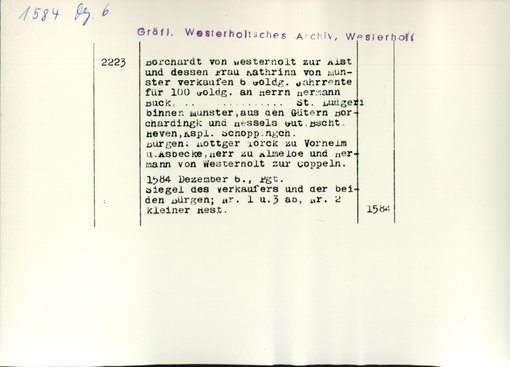 1584 Dez. 6
Gräfl. Westerholtsches Archiv, Westerholt
2223
Borchardt von Westerholt zur Alst
und dessen Frau Kathrina von Mün-
ster verkaufen 6 Goldg. Jahrrente
für 100 Goldg. an Herrn Hermann
Buck, .. ............ St. Ludgeri
binnen Münster, aus den Gütern Bor-
chardingk und Hessels Gut. Bscht.
Heven, Kspl. Schöppingch.
Bürgen: Röttger Torck zu Vorhelm
u. Asbecke, Herr zu Almeloe und Her-
mann von Westerholt zur Coppeln.
1584 Dezember 6., Pgt.
Siegel des Verkäufers und der bei-
den Bürgen; Nr. 1 u. 3 ab, Nr. 2
kleiner Rest.
1584